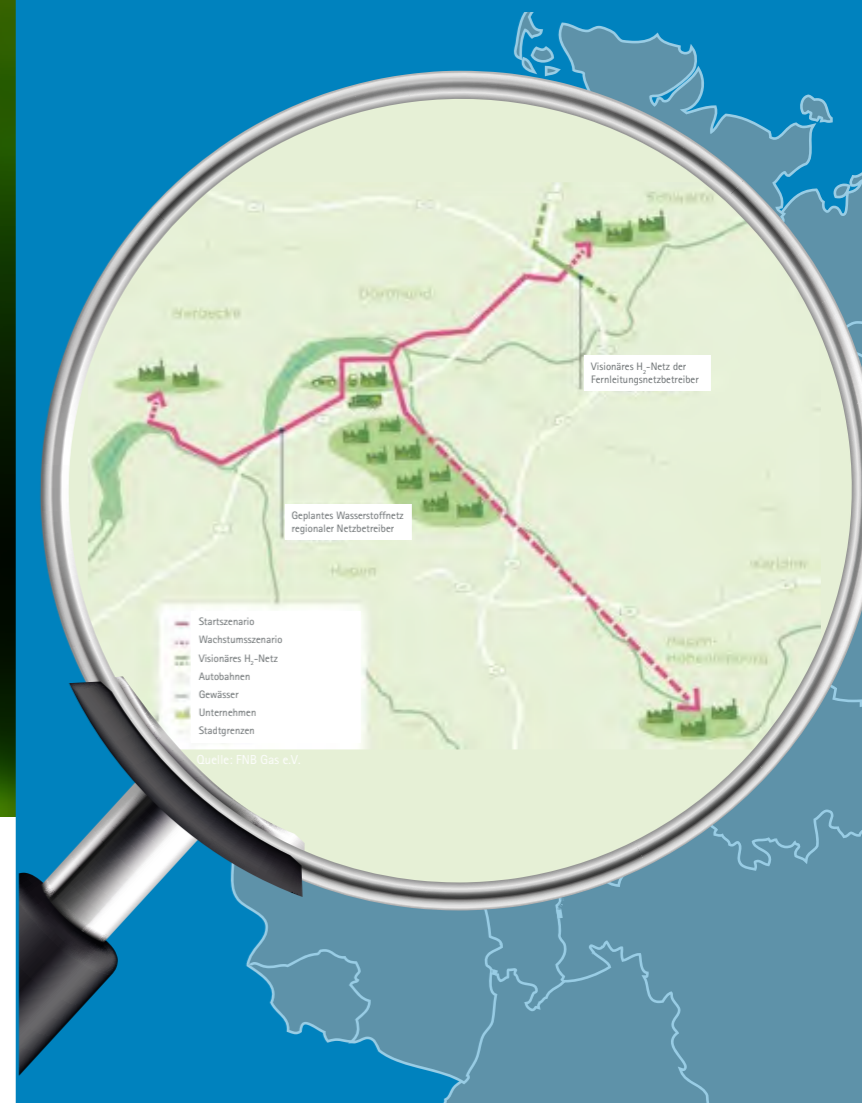 Schwerte
Dortmund
Herdecke
Visionäres H₂-Netz der
Fernleitungsnetzbetreiber
Geplantes Wasserstoffnetz
regionaler Netzbetreiber
Hagen
Iserlohn
Hagen-
Hohenlimburg
Startszenario
Wachstumsszenario
Visionäres H₂-Netz
Autobahnen
Gewässer
Unternehmen
Stadtgrenzen
Quelle: FNB Gas e.V.